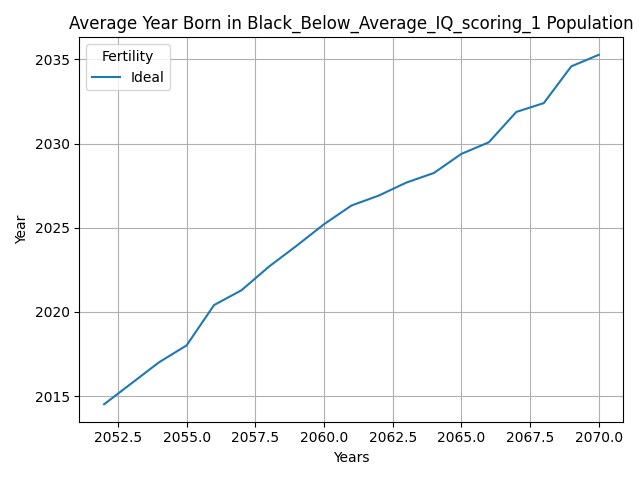 Average Year Born in Black_Below_Average_IQ_scoring_1 Population
Fertility
Ideal
2035
2030
2025
2020
2015
Year
2052.5 2055.0 2057.5 2060.0 2062.5 2065.0 2067.5 2070.0
Years